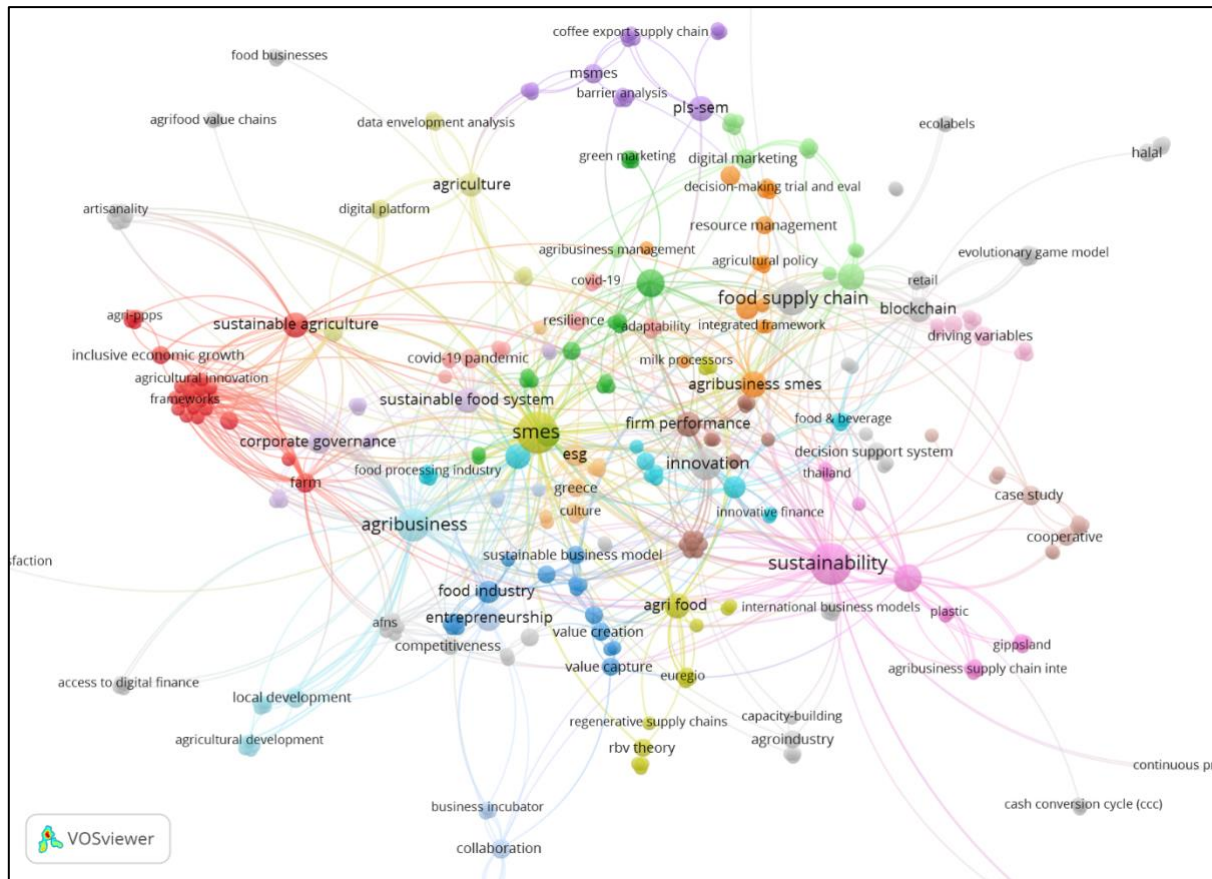 coffee export supply chain
food businesses
msmes
barrier analysis
pls-sem
agrifood value chains
data envelopment analysis
ecolabels
green marketing
digital marketing
halal
agriculture
decision-making trial and eval
artisanality
digital platform
resource management
agribusiness management
agricultural policy
evolutionary game model
covid-19
retail
food supply chain
blockchain
agri-ppps
sustainable agriculture
resilience
adaptability
integrated framework
driving variables
inclusive economic growth
covid-19 pandemic
milk processors
agricultural innovation
agribusiness smes
frameworks
sustainable food system
smes
firm performance
food & beverage
corporate governance
esg
decision support system
food processing industry
innovation
thailand
farm
greece
case study
culture
innovative finance
agribusiness
cooperative
sustainable business model
sfaction
sustainability
food industry
agri food
international business models
plastic
afns
entrepreneurship
value creation
competitiveness
gippsland
value capture
euregio
agribusiness supply chain inte
access to digital finance
local development
regenerative supply chains
capacity-building
agricultural development
rbv theory
agroindustry
continuous pr
business incubator
cash conversion cycle (ccc)
VOSviewer
collaboration